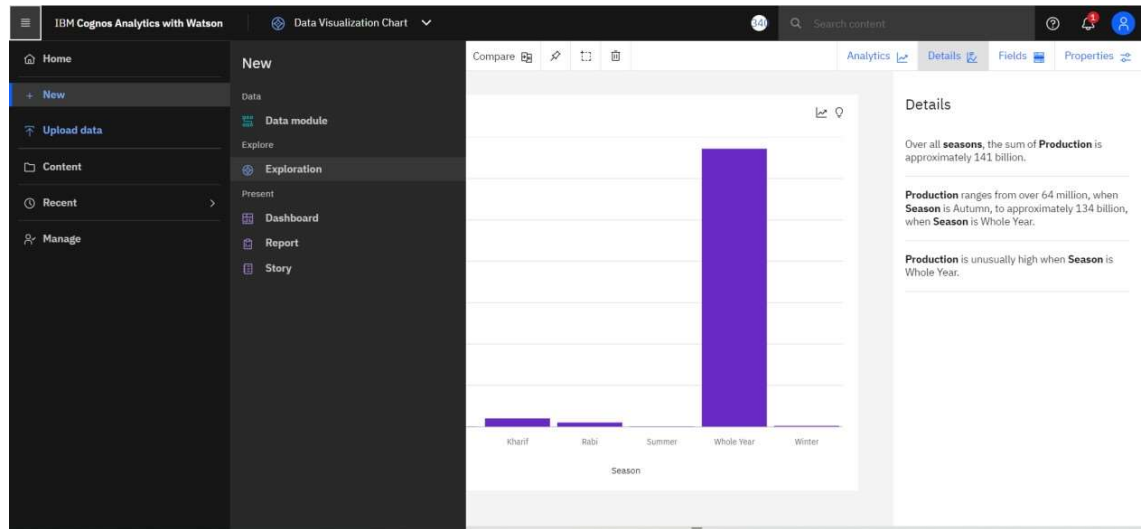 IBM Cognos Analytics with Watson
Data Visualization Chart
Search content
Home
New
Upload data
Content
Recent
Manage
New
Data
Data module
Explore
Exploration
Present
Dashboard
Report
Story
Compare
Analytics
Details
Fields
Properties
Kharif
Rabi
Summer
Whole Year
Winter
Season
Details
Over all seasons, the sum of Production is
approximately 141 billion.
Production ranges from over 64 million, when
Season is Autumn, to approximately 134 billion,
when Season is Whole Year.
Production is unusually high when Season is
Whole Year.